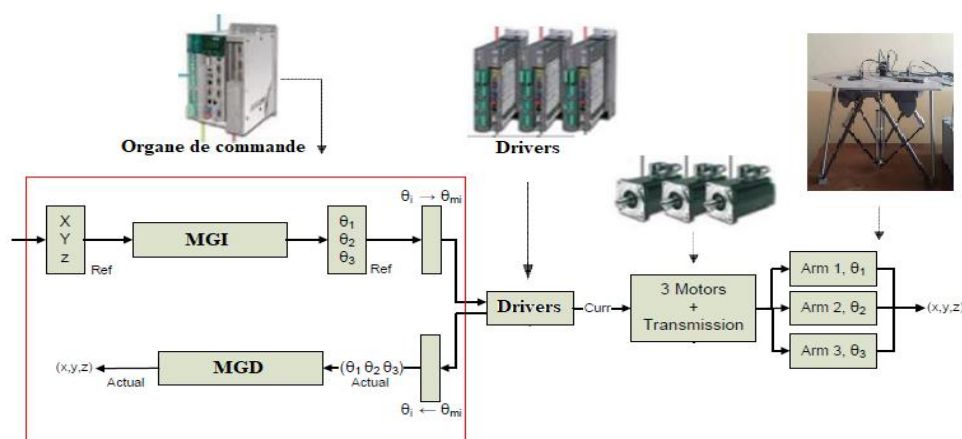 Organe de commande
Drivers
θi → θmi
X
Y
z
Ref
MGI
θ1
θ2
θ3
Ref
Drivers
Curr
3 Motors
+
Transmission
Arm 1, θ1
Arm 2, θ2
Arm 3, θ3
(x,y,z)
(x,y,z)
Actual
MGD
(θ1 θ2 θ3)
Actual
θi ← θmi